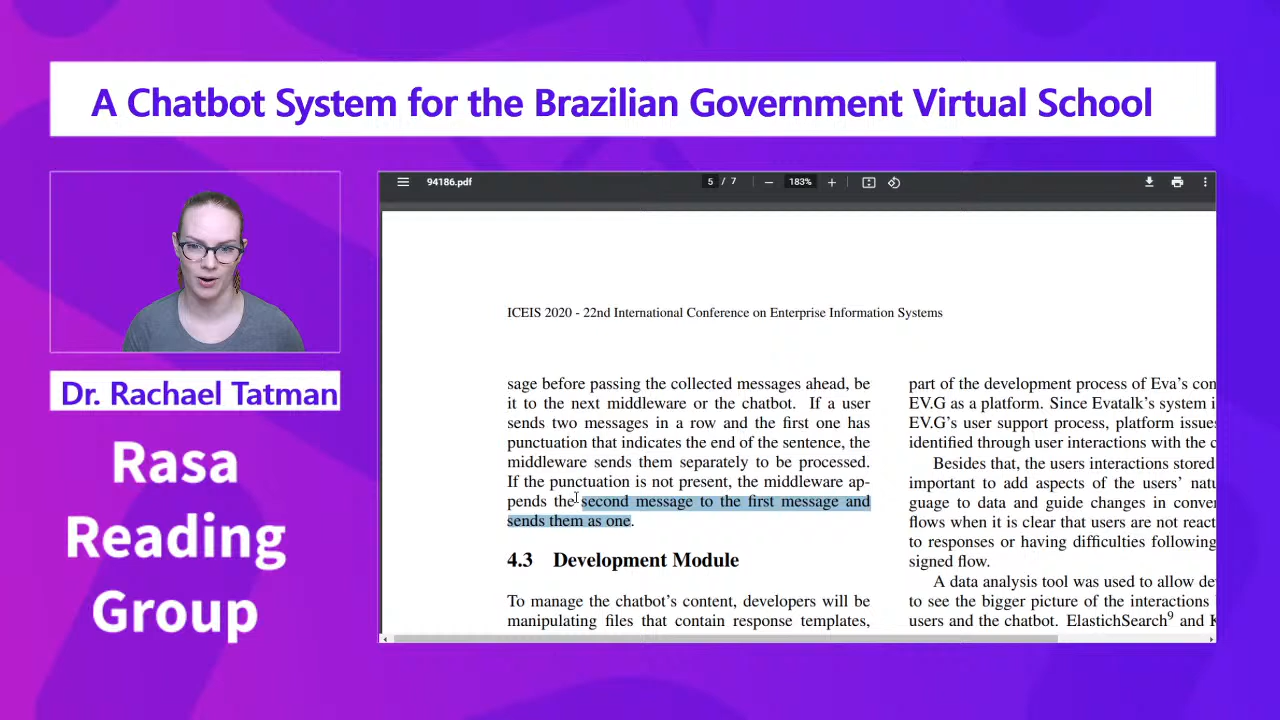 A Chatbot System for the Brazilian Government Virtual School
94186.pdf
5 / 7
183%
ICEIS 2020 - 22nd International Conference on Enterprise Information Systems
sage before passing the collected messages ahead, be
it to the next middleware or the chatbot. If a user
sends two messages in a row and the first one has
punctuation that indicates the end of the sentence, the
middleware sends them separately to be processed.
If the punctuation is not present, the middleware ap-
pends the second message to the first message and
sends them as one.
4.3 Development Module
To manage the chatbot's content, developers will be
manipulating files that contain response templates,
part of the development process of Eva's con
EV.G as a platform. Since Evatalk's system i
EV.G's user support process, platform issues
identified through user interactions with the c
Besides that, the users interactions stored
important to add aspects of the users' natu
guage to data and guide changes in conver
flows when it is clear that users are not react
to responses or having difficulties following
signed flow.
A data analysis tool was used to allow de
to see the bigger picture of the interactions
users and the chatbot. ElastichSearch9 and K
Dr. Rachael Tatman
Rasa
Reading
Group